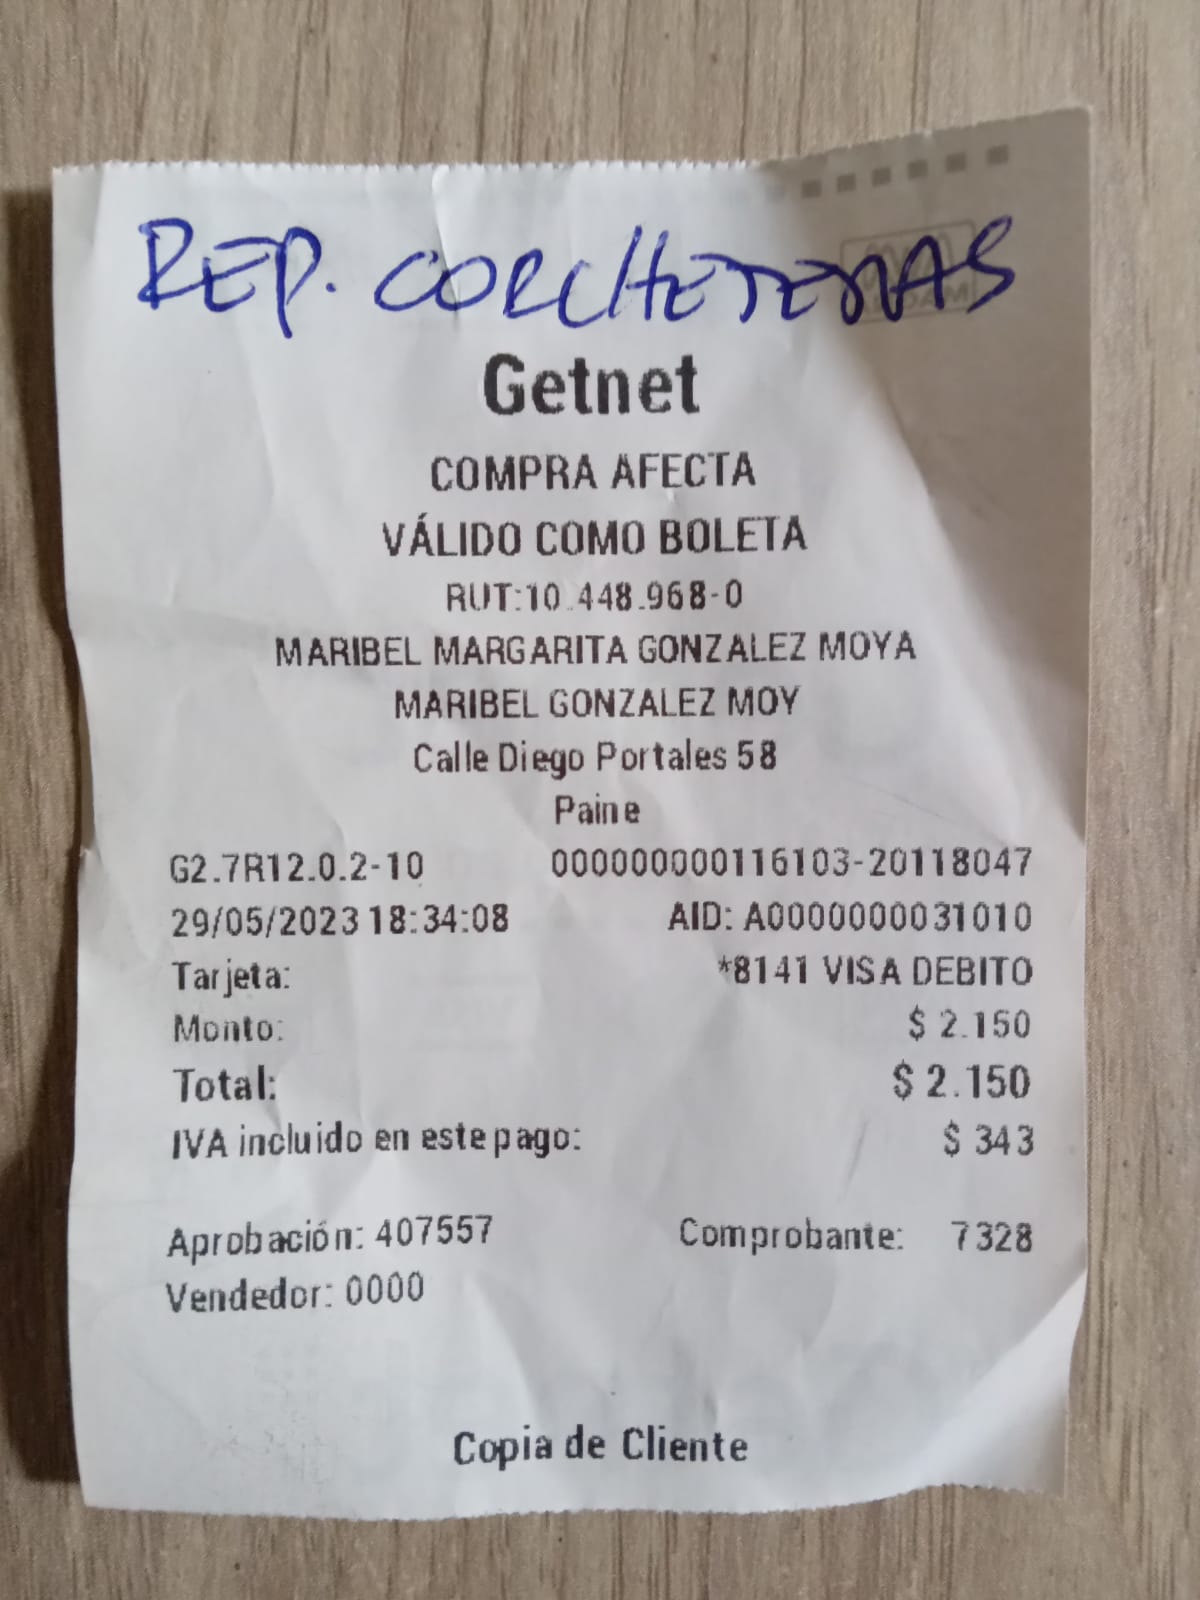 REP. CORCHETERAS
Getnet
COMPRA AFECTA
VÁLIDO COMO BOLETA
RUT:10.448.968-0
MARIBEL MARGARITA GONZALEZ MOYA
MARIBEL GONZALEZ MOY
Calle Diego Portales 58
Paine
G2.7R12.0.2-10 000000000116103-20118047
29/05/2023 18:34:08 AID: A0000000031010
Tarjeta: *8141 VISA DEBITO
Monto: $ 2.150
Total: $ 2.150
IVA incluido en este pago: $ 343
Aprobación: 407557 Comprobante: 7328
Vendedor: 0000
Copia de Cliente